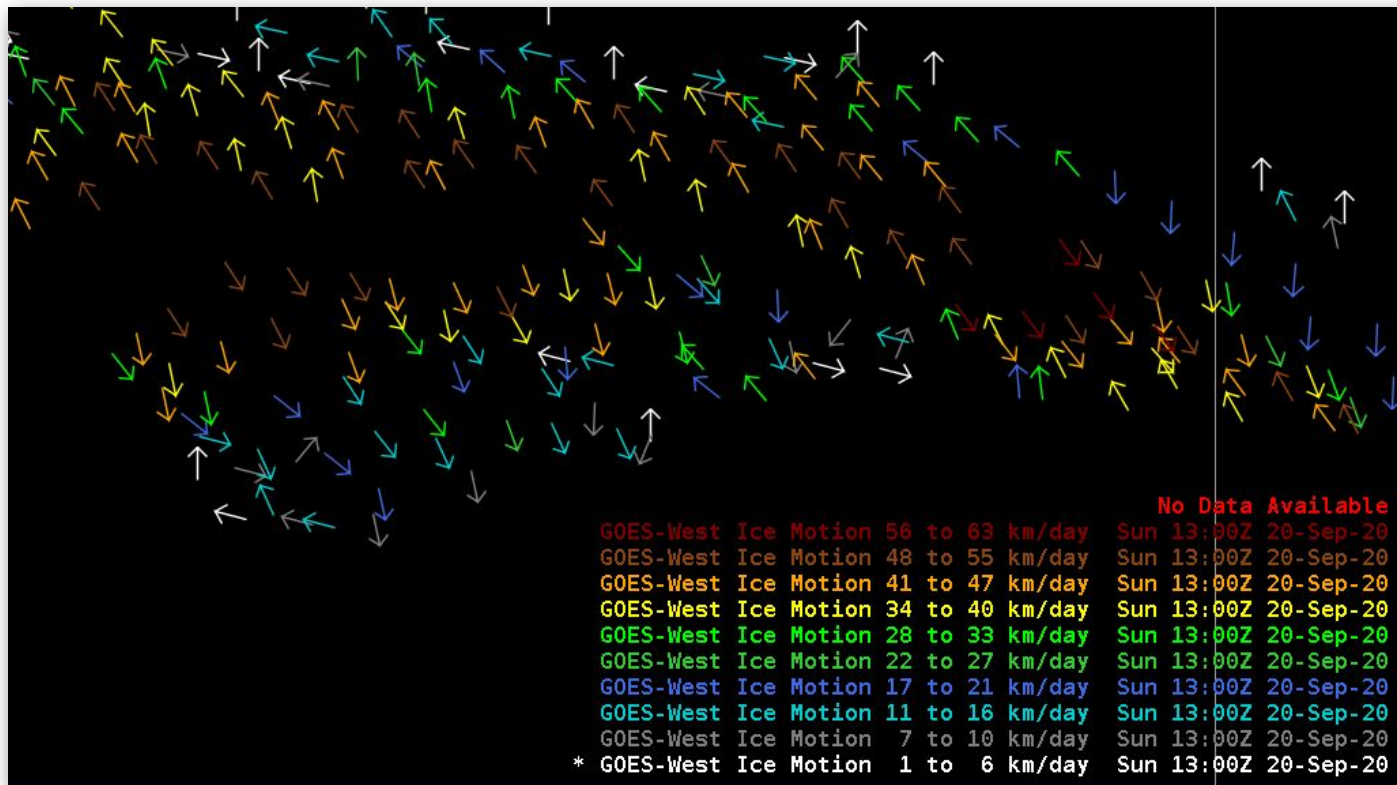 No Data Available
GOES-West Ice Motion 56 to 63 km/day Sun 13:00Z 20-Sep-20
GOES-West Ice Motion 48 to 55 km/day Sun 13:00Z 20-Sep-20
GOES-West Ice Motion 41 to 47 km/day Sun 13:00Z 20-Sep-20
GOES-West Ice Motion 34 to 40 km/day Sun 13:00Z 20-Sep-20
GOES-West Ice Motion 28 to 33 km/day Sun 13:00Z 20-Sep-20
GOES-West Ice Motion 22 to 27 km/day Sun 13:00Z 20-Sep-20
GOES-West Ice Motion 17 to 21 km/day Sun 13:00Z 20-Sep-20
GOES-West Ice Motion 11 to 16 km/day Sun 13:00Z 20-Sep-20
GOES-West Ice Motion 7 to 10 km/day Sun 13:00Z 20-Sep-20
* GOES-West Ice Motion 1 to 6 km/day Sun 13:00Z 20-Sep-20